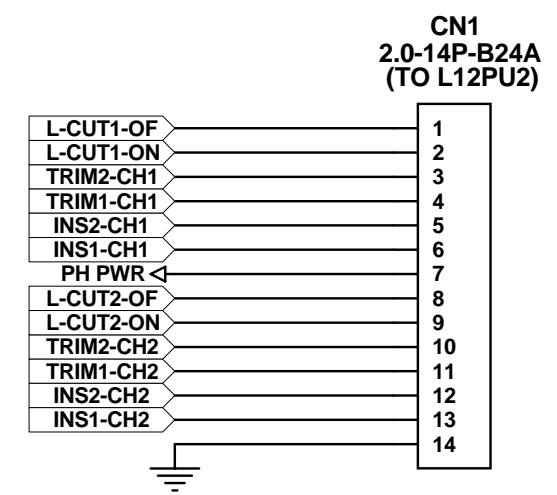 CN1
2.0-14P-B24A
(TO L12PU2)
L-CUT1-OF 1
L-CUT1-ON 2
TRIM2-CH1 3
TRIM1-CH1 4
INS2-CH1 5
INS1-CH1 6
PH PWR 7
L-CUT2-OF 8
L-CUT2-ON 9
TRIM2-CH2 10
TRIM1-CH2 11
INS2-CH2 12
INS1-CH2 13
14